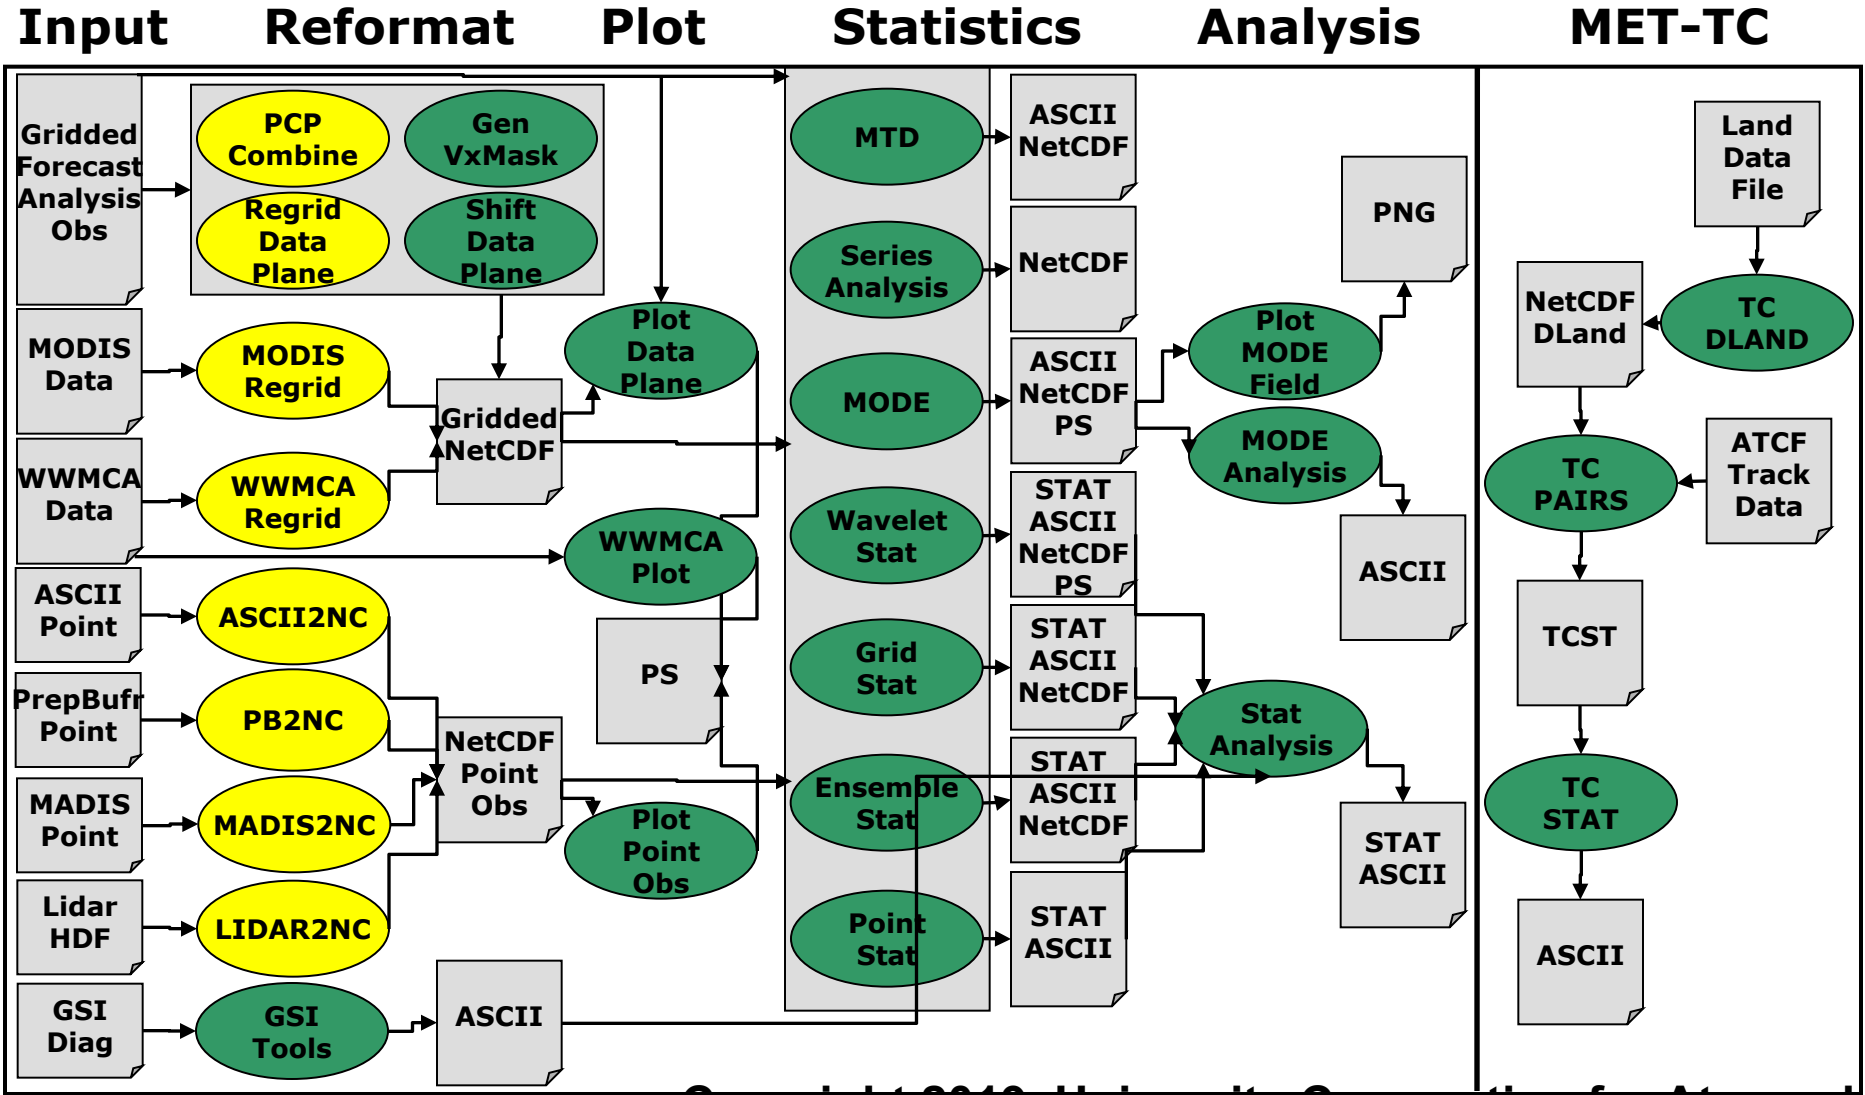 Input
Reformat
Plot
Statistics
Analysis
MET-TC
Gridded
Forecast
Analysis
Obs
MODIS
Data
WWMCA
Data
ASCII
Point
PrepBufr
Point
MADIS
Point
Lidar
HDF
GSI
Diag
PCP
Combine
Gen
VxMask
Regrid
Data
Plane
Shift
Data
Plane
MODIS
Regrid
WWMCA
Regrid
ASCII2NC
PB2NC
MADIS2NC
LIDAR2NC
GSI
Tools
Gridded
NetCDF
NetCDF
Point
Obs
ASCII
Plot
Data
Plane
WWMCA
Plot
PS
Plot
Point
Obs
MTD
Series
Analysis
MODE
Wavelet
Stat
Grid
Stat
Ensemble
Stat
Point
Stat
ASCII
NetCDF
NetCDF
ASCII
NetCDF
PS
STAT
ASCII
NetCDF
PS
STAT
ASCII
NetCDF
STAT
ASCII
NetCDF
STAT
ASCII
PNG
Plot
MODE
Field
MODE
Analysis
ASCII
Stat
Analysis
STAT
ASCII
Land
Data
File
NetCDF
DLand
TC
DLAND
TC
PAIRS
ATCF
Track
Data
TCST
TC
STAT
ASCII